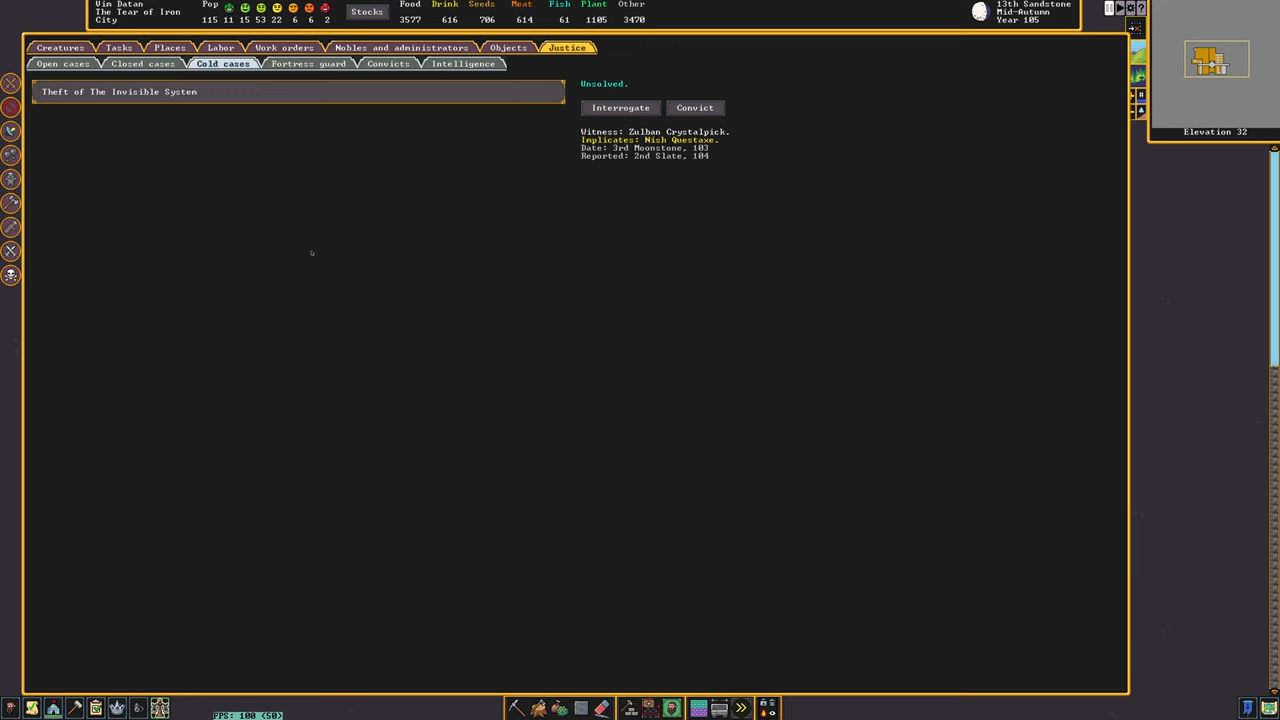 Vim Datan
The Tear of Iron
City
Pop
115 11 15 53 22 6 6 2
Stocks
Food Drink Seeds Meat Fish Plant Other
3577 616 706 614 61 1105 3470
13th Sandstone
Mid-Autumn
Year 105
Creatures Tasks Places Labor Work orders Nobles and administrators Objects Justice
Open cases Closed cases Cold cases Fortress guard Convicts Intelligence
Theft of The Invisible System
Unsolved.
Interrogate Convict
Witness: Zulban Crystalpick.
Implicates: Nish Questaxe.
Date: 3rd Moonstone, 103
Reported: 2nd Slate, 104
Elevation 32
FPS: 100 (50)